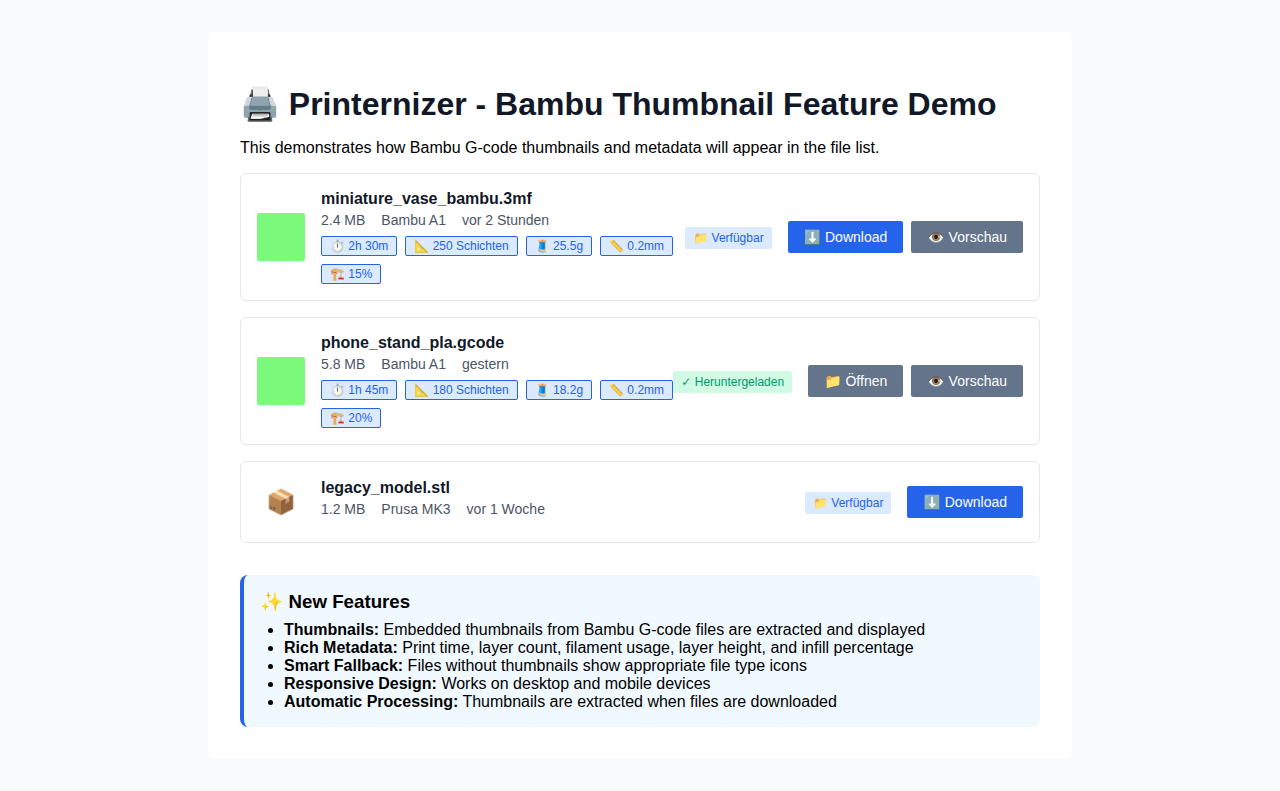 🖨️ Printernizer - Bambu Thumbnail Feature Demo
This demonstrates how Bambu G-code thumbnails and metadata will appear in the file list.
miniature_vase_bambu.3mf
2.4 MB Bambu A1 vor 2 Stunden
⏱️ 2h 30m 📐 250 Schichten 🧵 25.5g 📏 0.2mm
🏗️ 15%
📁 Verfügbar ⬇️ Download 👁️ Vorschau
phone_stand_pla.gcode
5.8 MB Bambu A1 gestern
⏱️ 1h 45m 📐 180 Schichten 🧵 18.2g 📏 0.2mm
🏗️ 20%
✓ Heruntergeladen 📁 Öffnen 👁️ Vorschau
📦 legacy_model.stl
1.2 MB Prusa MK3 vor 1 Woche
📁 Verfügbar ⬇️ Download
✨ New Features
• Thumbnails: Embedded thumbnails from Bambu G-code files are extracted and displayed
• Rich Metadata: Print time, layer count, filament usage, layer height, and infill percentage
• Smart Fallback: Files without thumbnails show appropriate file type icons
• Responsive Design: Works on desktop and mobile devices
• Automatic Processing: Thumbnails are extracted when files are downloaded